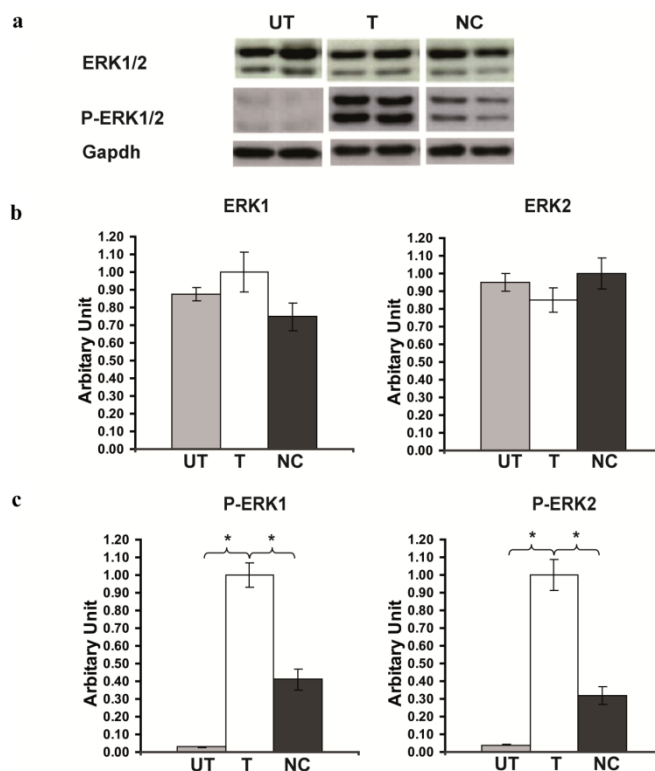 a
UT T NC
ERK1/2
P-ERK1/2
Gapdh
b
ERK1
Arbitary Unit
1.20
1.10
1.00
0.90
0.80
0.70
0.60
0.50
0.40
0.30
0.20
0.10
0.00
UT T NC
ERK2
Arbitary Unit
1.20
1.10
1.00
0.90
0.80
0.70
0.60
0.50
0.40
0.30
0.20
0.10
0.00
UT T NC
c
P-ERK1
* *
Arbitary Unit
1.20
1.10
1.00
0.90
0.80
0.70
0.60
0.50
0.40
0.30
0.20
0.10
0.00
UT T NC
P-ERK2
* *
Arbitary Unit
1.20
1.10
1.00
0.90
0.80
0.70
0.60
0.50
0.40
0.30
0.20
0.10
0.00
UT T NC